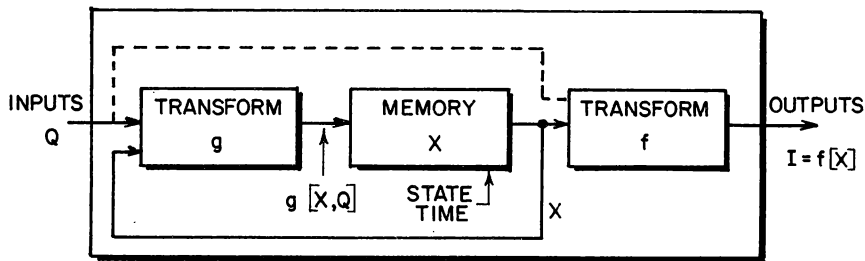 INPUTS
Q
TRANSFORM
g
g [X,Q]
MEMORY
X
STATE
TIME
X
TRANSFORM
f
OUTPUTS
I = f[X]